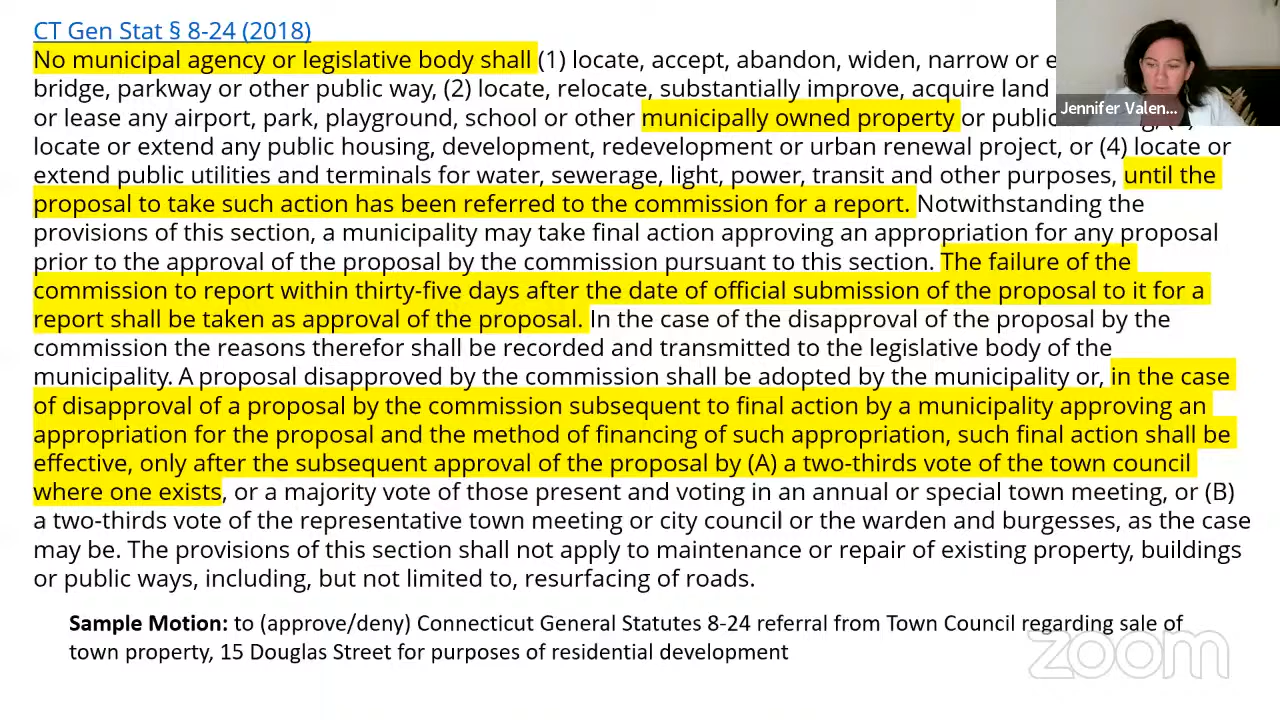 CT Gen Stat § 8-24 (2018)
No municipal agency or legislative body shall (1) locate, accept, abandon, widen, narrow or
bridge, parkway or other public way, (2) locate, relocate, substantially improve, acquire land
or lease any airport, park, playground, school or other municipally owned property or public
locate or extend any public housing, development, redevelopment or urban renewal project, or (4) locate or
extend public utilities and terminals for water, sewerage, light, power, transit and other purposes, until the
proposal to take such action has been referred to the commission for a report. Notwithstanding the
provisions of this section, a municipality may take final action approving an appropriation for any proposal
prior to the approval of the proposal by the commission pursuant to this section. The failure of the
commission to report within thirty-five days after the date of official submission of the proposal to it for a
report shall be taken as approval of the proposal. In the case of the disapproval of the proposal by the
commission the reasons therefor shall be recorded and transmitted to the legislative body of the
municipality. A proposal disapproved by the commission shall be adopted by the municipality or, in the case
of disapproval of a proposal by the commission subsequent to final action by a municipality approving an
appropriation for the proposal and the method of financing of such appropriation, such final action shall be
effective, only after the subsequent approval of the proposal by (A) a two-thirds vote of the town council
where one exists, or a majority vote of those present and voting in an annual or special town meeting, or (B)
a two-thirds vote of the representative town meeting or city council or the warden and burgesses, as the case
may be. The provisions of this section shall not apply to maintenance or repair of existing property, buildings
or public ways, including, but not limited to, resurfacing of roads.
Sample Motion: to (approve/deny) Connecticut General Statutes 8-24 referral from Town Council regarding sale of
town property, 15 Douglas Street for purposes of residential development
Jennifer Valen...
zoom